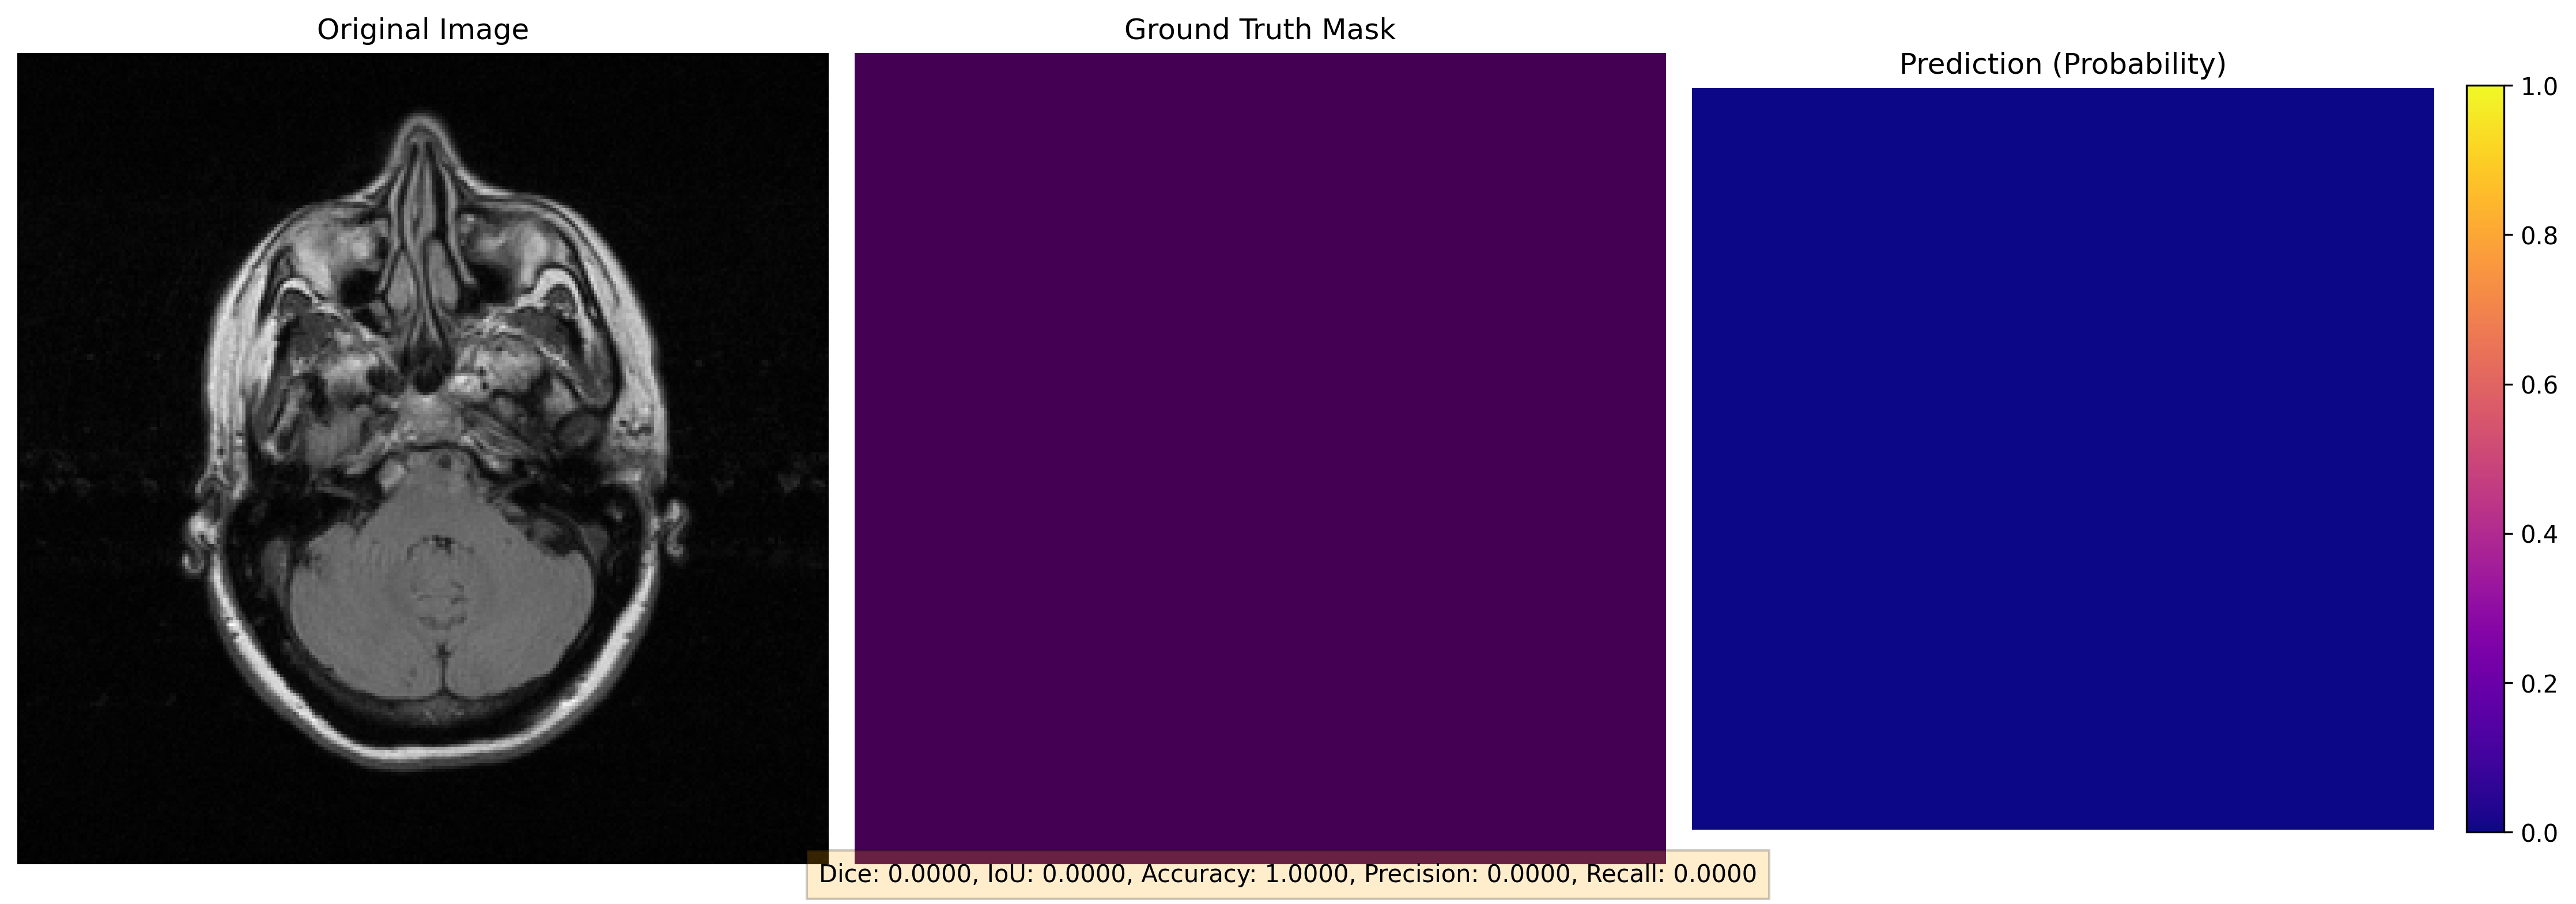 Original Image
Ground Truth Mask
Prediction (Probability)
1.0
0.8
0.6
0.4
0.2
0.0
Dice: 0.0000, IoU: 0.0000, Accuracy: 1.0000, Precision: 0.0000, Recall: 0.0000